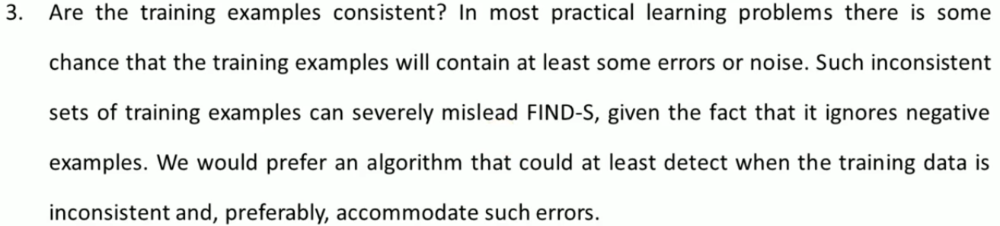 3. Are the training examples consistent? In most practical learning problems there is some
chance that the training examples will contain at least some errors or noise. Such inconsistent
sets of training examples can severely mislead FIND-S, given the fact that it ignores negative
examples. We would prefer an algorithm that could at least detect when the training data is
inconsistent and, preferably, accommodate such errors.